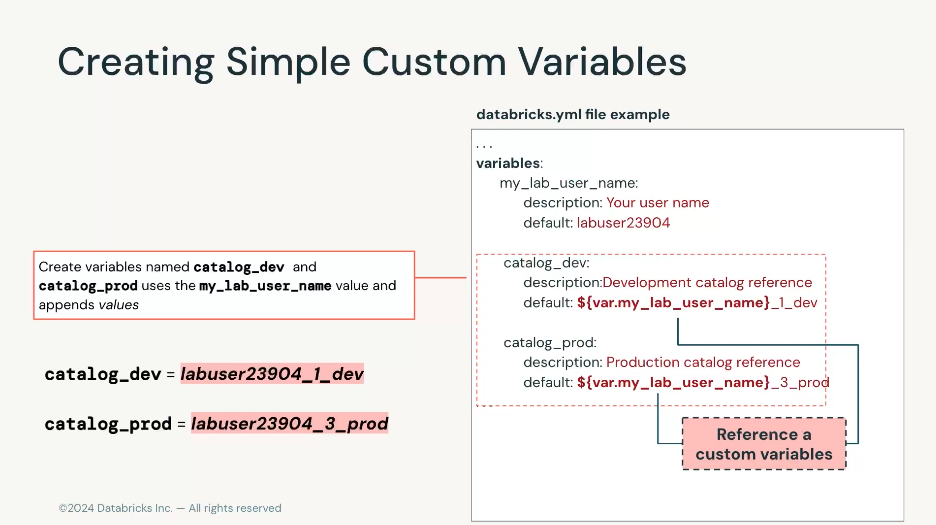 Creating Simple Custom Variables
databricks.yml file example
...
variables:
my_lab_user_name:
description: Your user name
default: labuser23904
Create variables named catalog_dev and
catalog_prod uses the my_lab_user_name value and
appends values
catalog_dev:
description:Development catalog reference
default: ${var.my_lab_user_name}_1_dev
catalog_prod:
description: Production catalog reference
default: ${var.my_lab_user_name}_3_prod
...
catalog_dev = labuser23904_1_dev
catalog_prod = labuser23904_3_prod
Reference a
custom variables
©2024 Databricks Inc. — All rights reserved